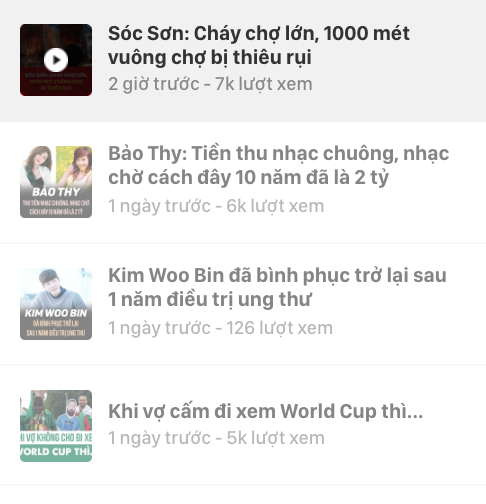 Sóc Sơn: Cháy chợ lớn, 1000 mét
vuông chợ bị thiêu rụi
2 giờ trước - 7k lượt xem
Bảo Thy: Tiền thu nhạc chuông, nhạc
chờ cách đây 10 năm đã là 2 tỷ
1 ngày trước - 6k lượt xem
BẢO THY
THU TIỀN NHẠC CHUÔNG, NHẠC CHỜ
CÁCH ĐÂY 10 NĂM ĐÃ LÀ 2 TỶ
Kim Woo Bin đã bình phục trở lại sau
1 năm điều trị ung thư
1 ngày trước - 126 lượt xem
KIM WOO BIN
ĐÃ BÌNH PHỤC TRỞ LẠI
SAU 1 NĂM ĐIỀU TRỊ UNG THƯ
Khi vợ cấm đi xem World Cup thì...
1 ngày trước - 5k lượt xem
HI VỢ KHÔNG CHO ĐI XE
WORLD CUP THÌ...